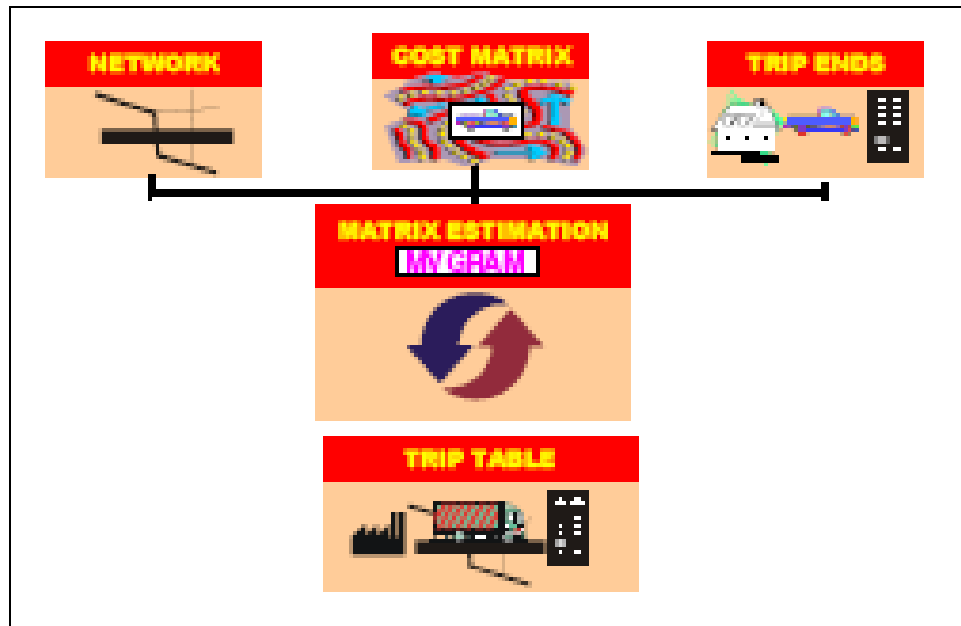 NETWORK
COST MATRIX
TRIP ENDS
MATRIX ESTIMATION
MVGRAM
TRIP TABLE